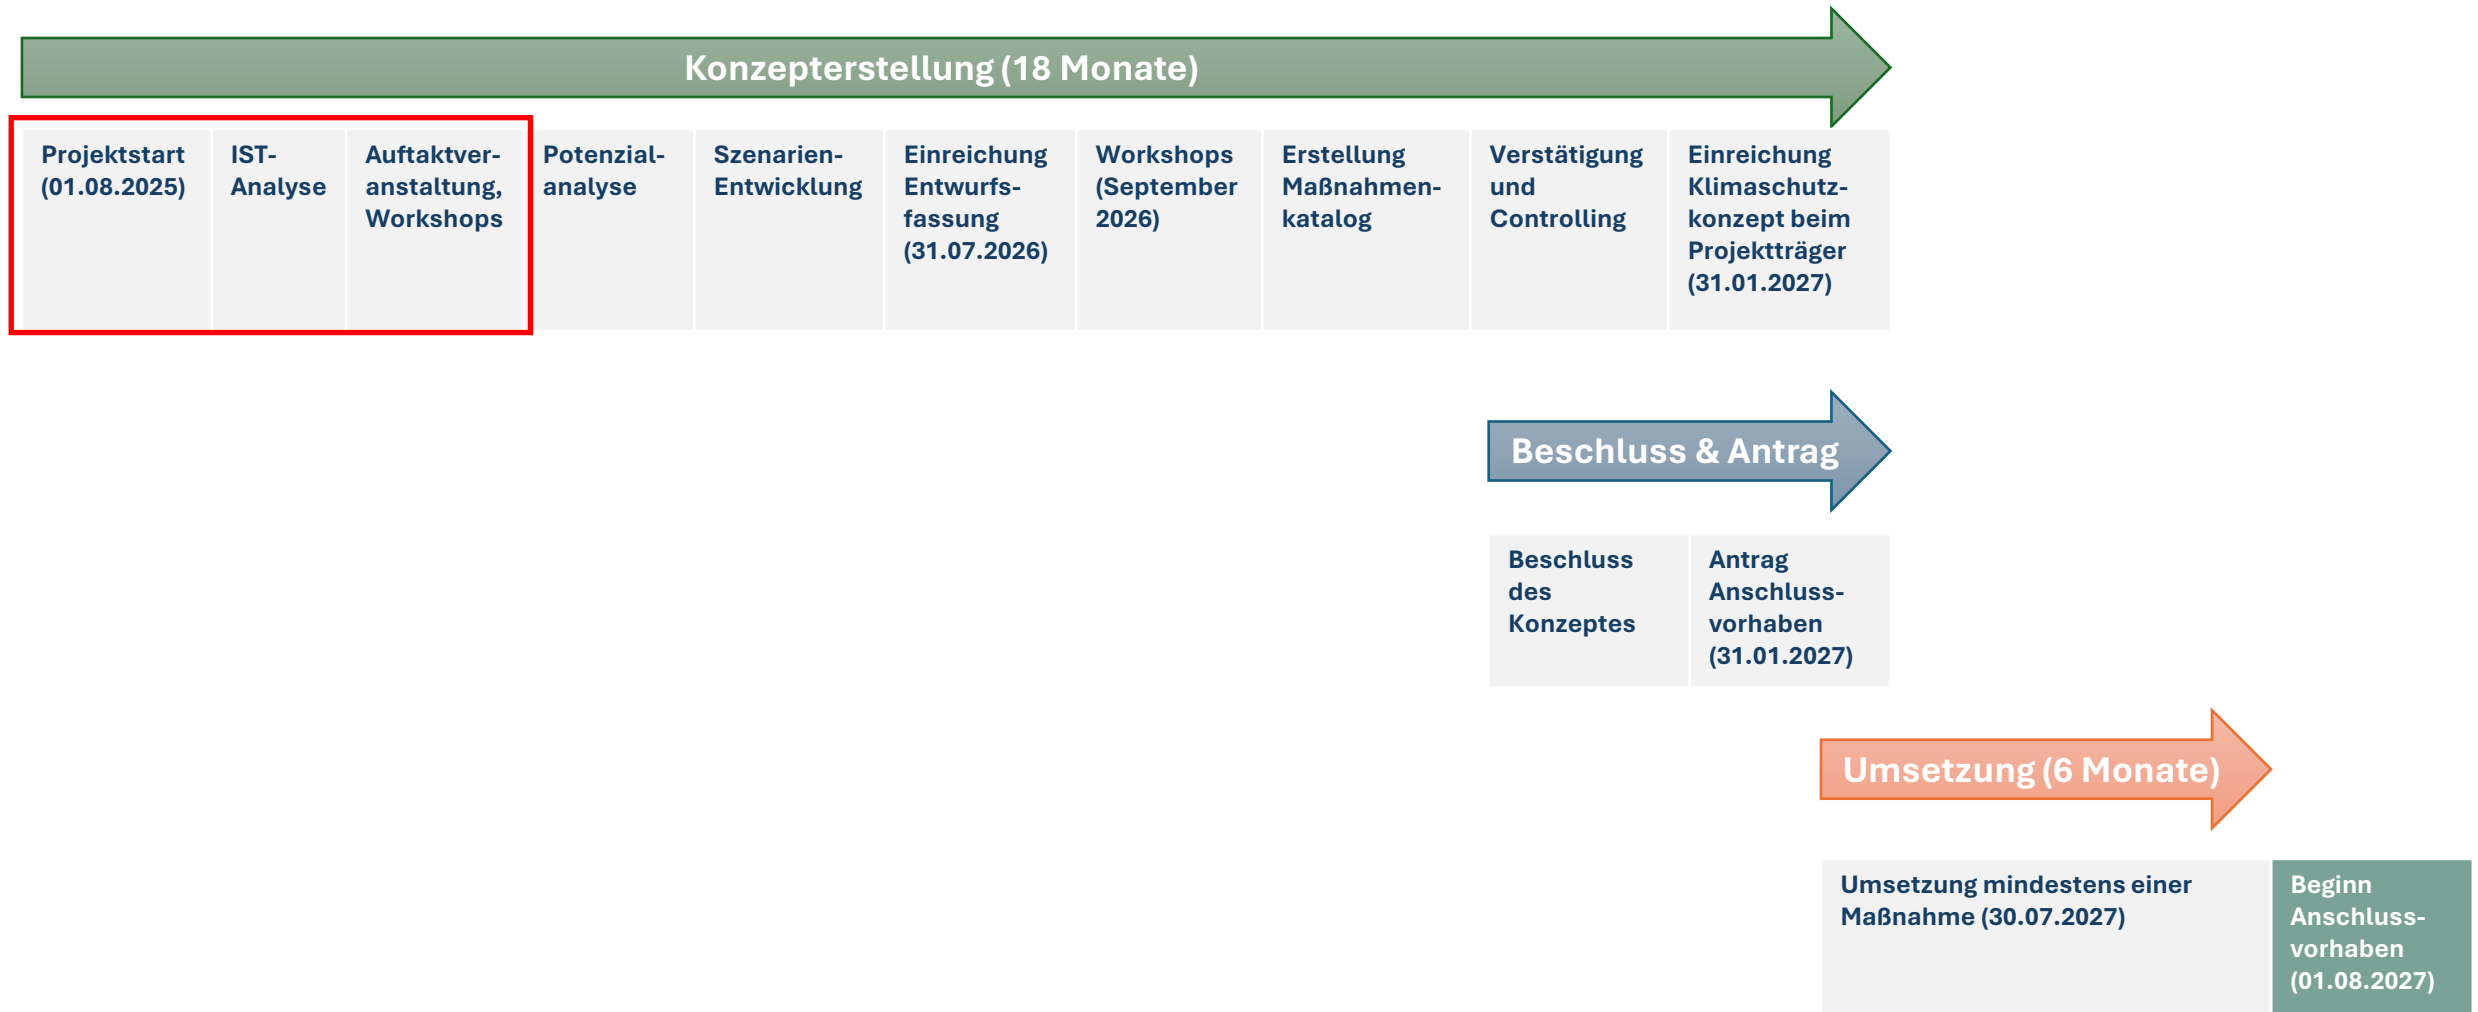 Konzepterstellung (18 Monate)
Projektstart
(01.08.2025)
IST-
Analyse
Auftaktver-
anstaltung,
Workshops
Potenzial-
analyse
Szenarien-
Entwicklung
Einreichung
Entwurfs-
fassung
(31.07.2026)
Workshops
(September
2026)
Erstellung
Maßnahmen-
katalog
Verstätigung
und
Controlling
Einreichung
Klimaschutz-
konzept beim
Projektträger
(31.01.2027)
Beschluss & Antrag
Beschluss
des
Konzeptes
Antrag
Anschluss-
vorhaben
(31.01.2027)
Umsetzung (6 Monate)
Umsetzung mindestens einer
Maßnahme (30.07.2027)
Beginn
Anschluss-
vorhaben
(01.08.2027)